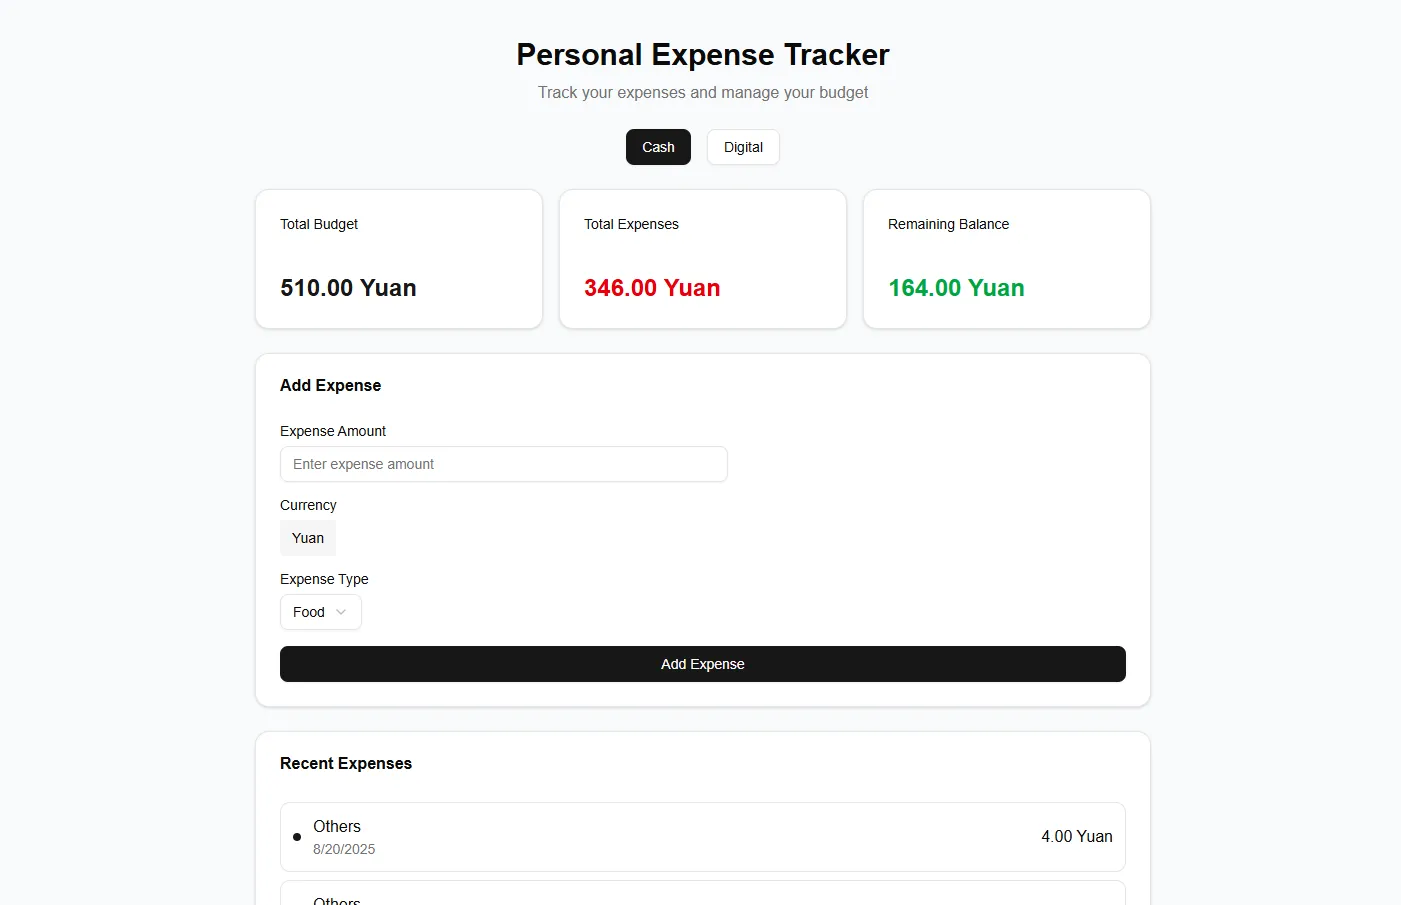 Personal Expense Tracker
Track your expenses and manage your budget
Cash Digital
Total Budget Total Expenses Remaining Balance
510.00 Yuan 346.00 Yuan 164.00 Yuan
Add Expense
Expense Amount
Enter expense amount
Currency
Yuan
Expense Type
Food
Add Expense
Recent Expenses
Others
4.00 Yuan
8/20/2025
Others